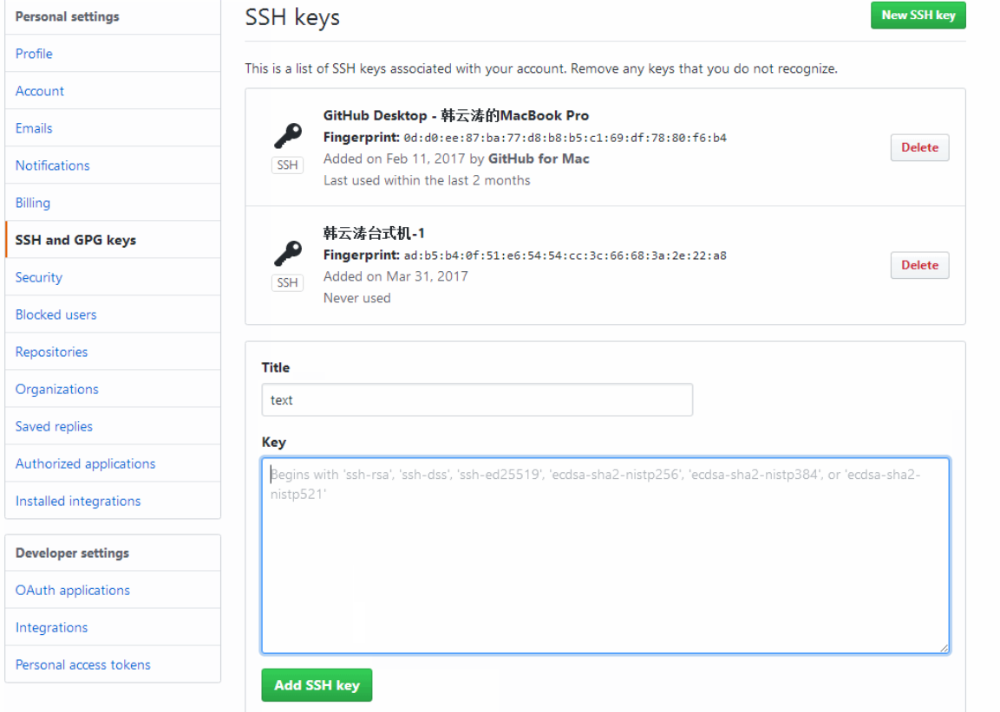 Personal settings
Profile
Account
Emails
Notifications
Billing
SSH and GPG keys
Security
Blocked users
Repositories
Organizations
Saved replies
Authorized applications
Installed integrations
Developer settings
OAuth applications
Integrations
Personal access tokens
SSH keys
New SSH key
This is a list of SSH keys associated with your account. Remove any keys that you do not recognize.
GitHub Desktop - 韩云涛的MacBook Pro
Fingerprint: 0d:d0:ee:87:ba:77:d8:b8:b5:c1:69:df:78:80:f6:b4
SSH
Added on Feb 11, 2017 by GitHub for Mac
Last used within the last 2 months
Delete
韩云涛台式机-1
Fingerprint: ad:b5:b4:0f:51:e6:54:54:cc:3c:66:68:3a:2e:22:a8
SSH
Added on Mar 31, 2017
Never used
Delete
Title
text
Key
Begins with 'ssh-rsa', 'ssh-dss', 'ssh-ed25519', 'ecdsa-sha2-nistp256', 'ecdsa-sha2-nistp384', or 'ecdsa-sha2-
nistp521'
Add SSH key